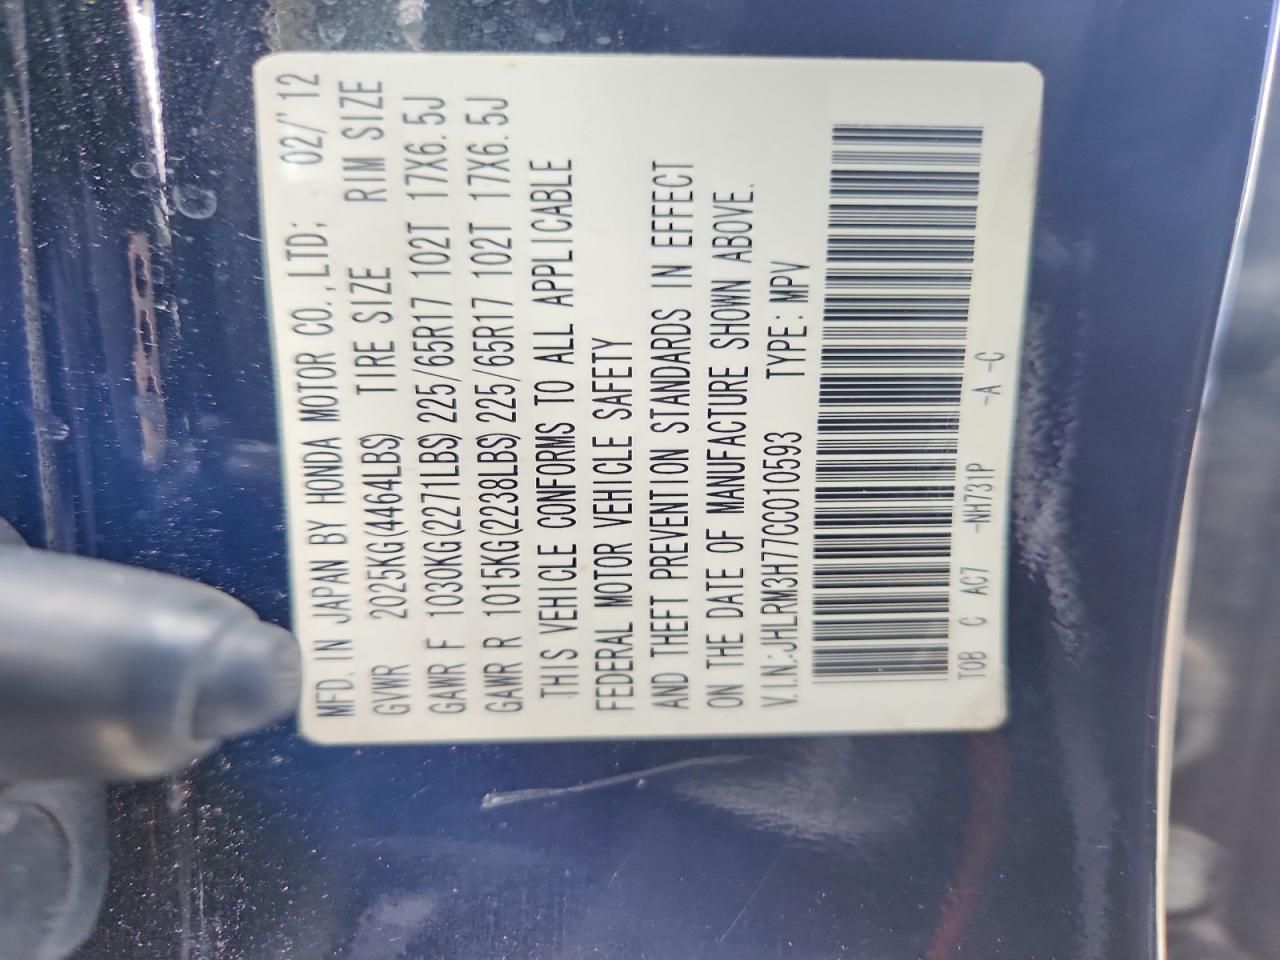 MFD. IN JAPAN BY HONDA MOTOR CO.,LTD; 02/'12
GVWR 2025KG(4464LBS) TIRE SIZE RIM SIZE
GAWR F 1030KG(2271LBS) 225/65R17 102T 17X6.5J
GAWR R 1015KG(2238LBS) 225/65R17 102T 17X6.5J
THIS VEHICLE CONFORMS TO ALL APPLICABLE
FEDERAL MOTOR VEHICLE SAFETY
AND THEFT PREVENTION STANDARDS IN EFFECT
ON THE DATE OF MANUFACTURE SHOWN ABOVE.
V.I.N.:JHLRM3H77CC010593 TYPE: MPV
TOB C AC7 -NH731P -A -C